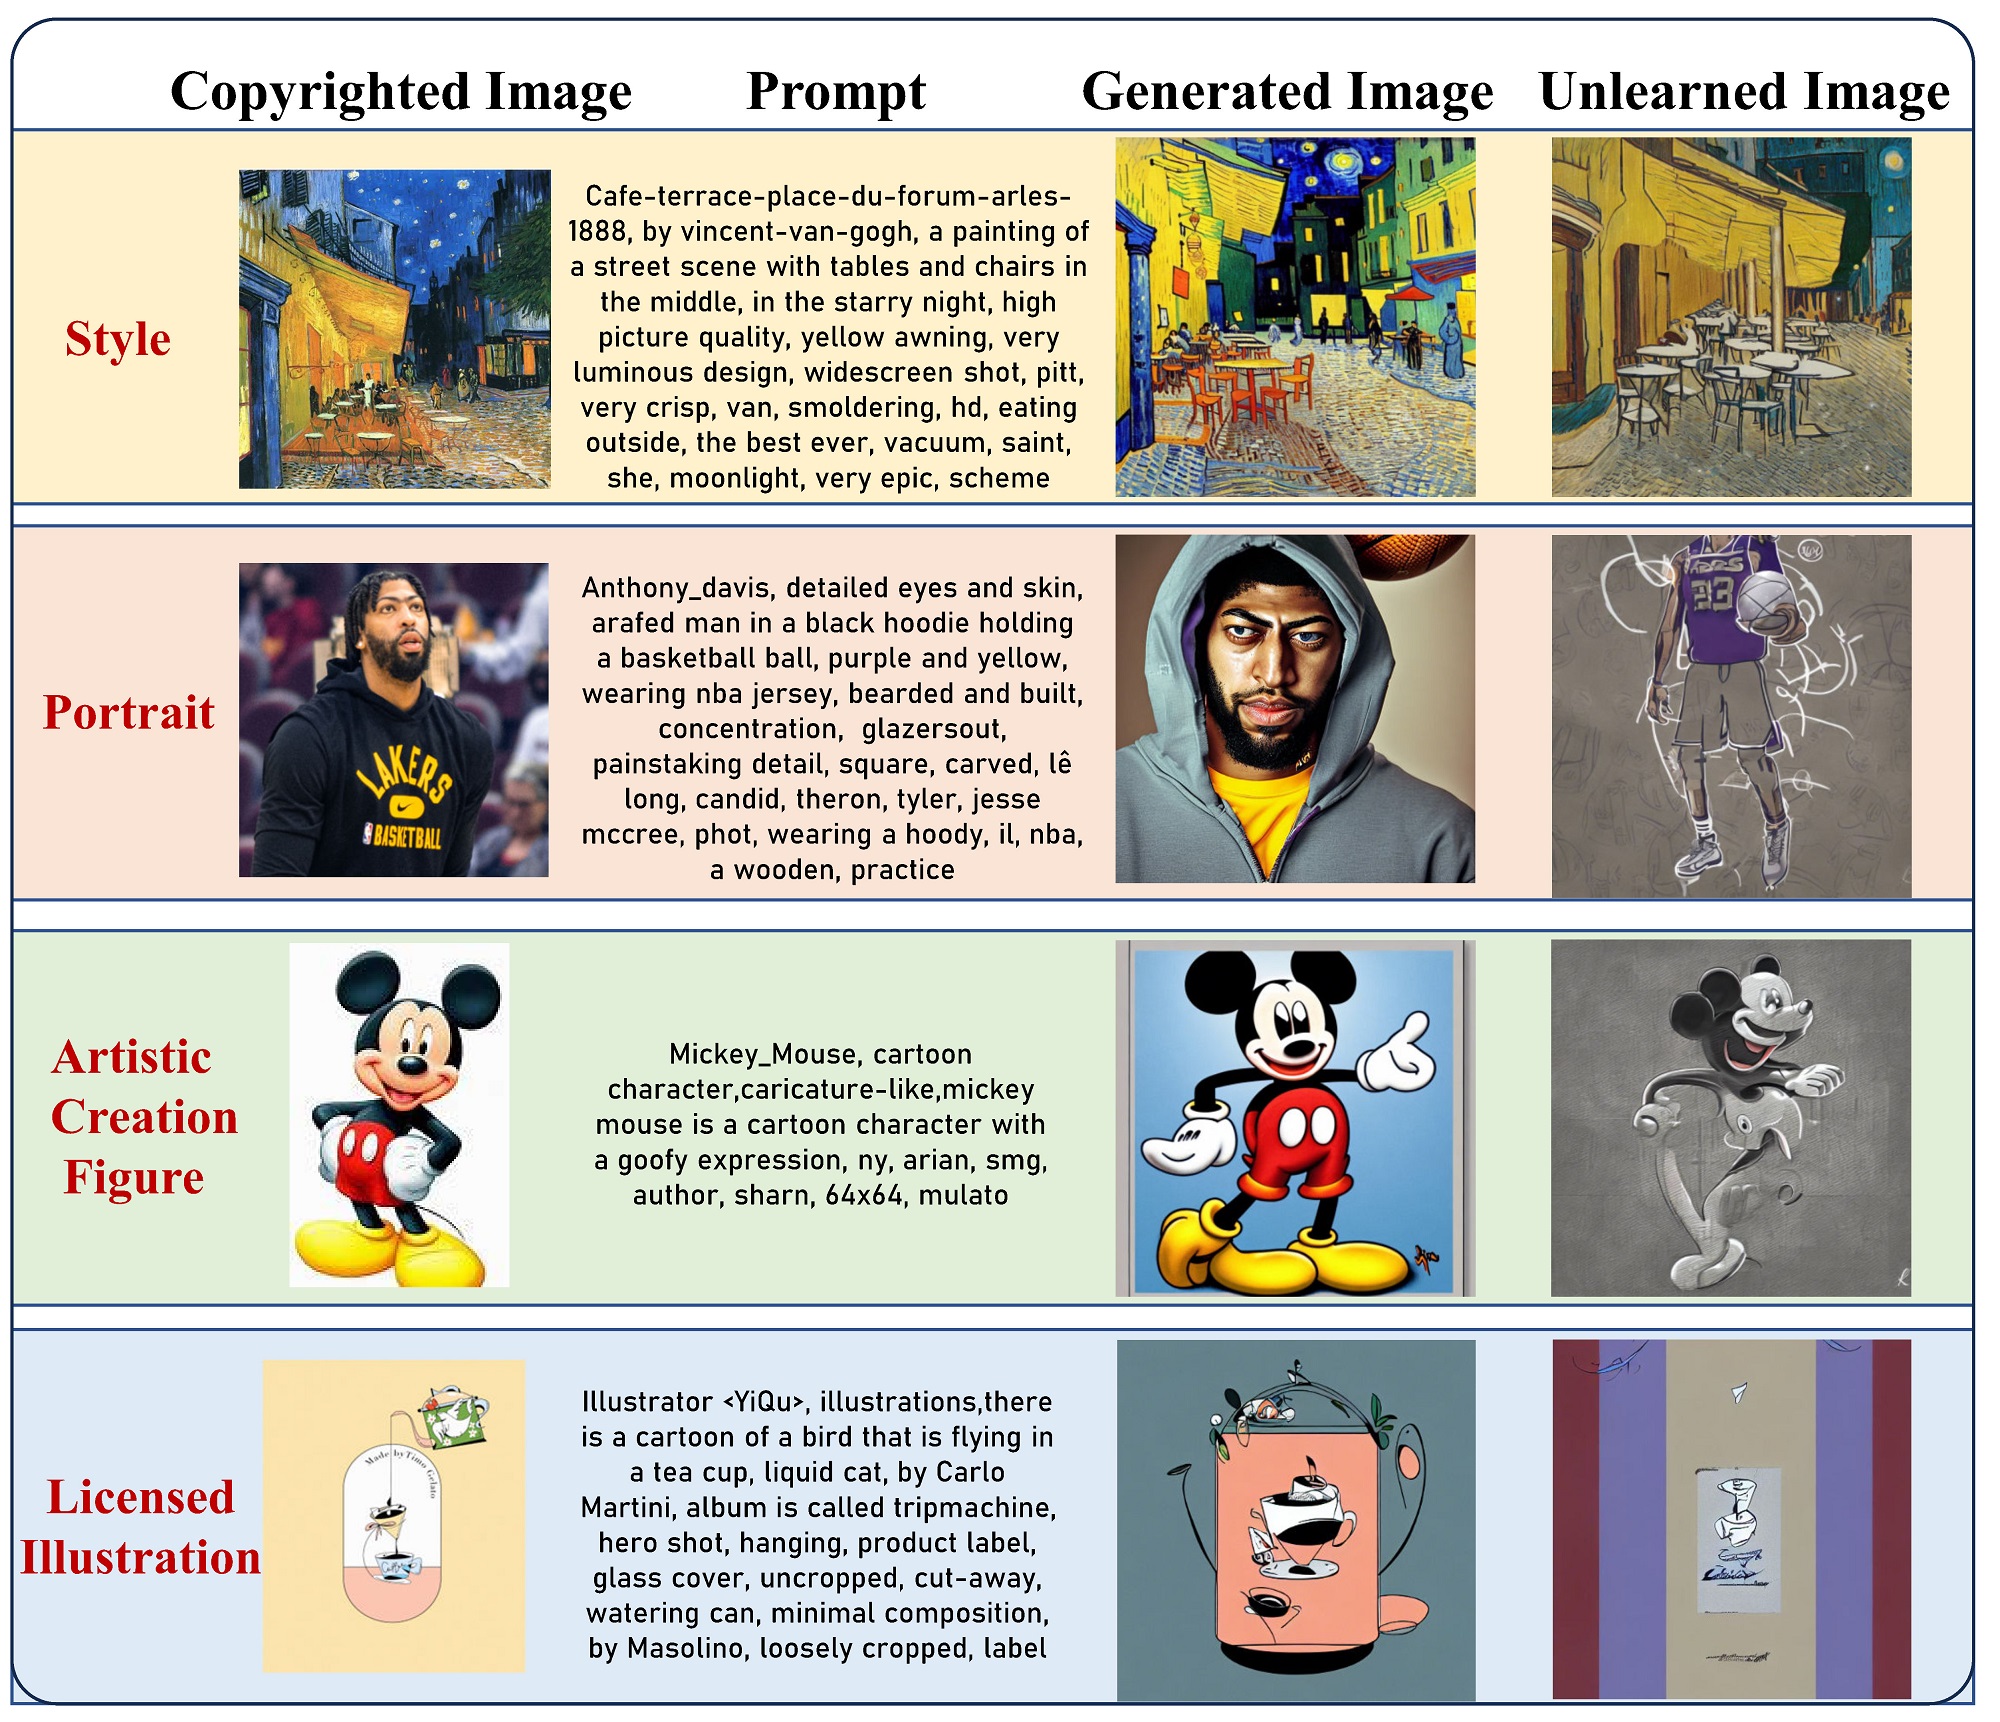 Copyrighted Image Prompt Generated Image Unlearned Image
Style
Cafe-terrace-place-du-forum-arles-
1888, by vincent-van-gogh, a painting of
a street scene with tables and chairs in
the middle, in the starry night, high
picture quality, yellow awning, very
luminous design, widescreen shot, pitt,
very crisp, van, smoldering, hd, eating
outside, the best ever, vacuum, saint,
she, moonlight, very epic, scheme
Portrait
LAKERS
BASKETBALL
Anthony_davis, detailed eyes and skin,
arafed man in a black hoodie holding
a basketball ball, purple and yellow,
wearing nba jersey, bearded and built,
concentration, glazersout,
painstaking detail, square, carved, lê
long, candid, theron, tyler, jesse
mccree, phot, wearing a hoody, il, nba,
a wooden, practice
33
Artistic
Creation
Figure
Mickey_Mouse, cartoon
character,caricature-like,mickey
mouse is a cartoon character with
a goofy expression, ny, arian, smg,
author, sharn, 64x64, mulato
Licensed
Illustration
Made by Timo Gelato
Illustrator <YiQu>, illustrations,there
is a cartoon of a bird that is flying in
a tea cup, liquid cat, by Carlo
Martini, album is called tripmachine,
hero shot, hanging, product label,
glass cover, uncropped, cut-away,
watering can, minimal composition,
by Masolino, loosely cropped, label